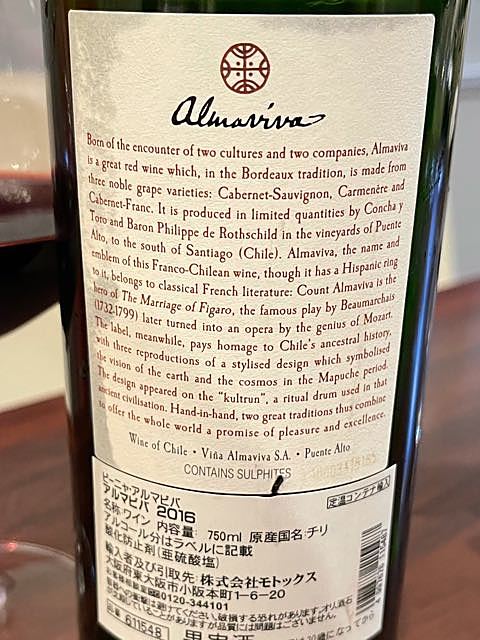 Almaviva
Born of the encounter of two cultures and two companies, Almaviva
is a great red wine which, in the Bordeaux tradition, is made from
three noble grape varieties: Cabernet-Sauvignon, Carmenère and
Cabernet-Franc. It is produced in limited quantities by Concha y
Toro and Baron Philippe de Rothschild in the vineyards of Puente
Alto, to the south of Santiago (Chile). Almaviva, the name and
emblem of this Franco-Chilean wine, though it has a Hispanic ring
to it, belongs to classical French literature: Count Almaviva is the
hero of The Marriage of Figaro, the famous play by Beaumarchais
(1732-1799) later turned into an opera by the genius of Mozart.
The label, meanwhile, pays homage to Chile's ancestral history,
with three reproductions of a stylised design which symbolised
the vision of the earth and the cosmos in the Mapuche period.
The design appeared on the "kultrun", a ritual drum used in that
ancient civilisation. Hand-in-hand, two great traditions thus combine
to offer the whole world a promise of pleasure and excellence.
Wine of Chile • Viña Almaviva S.A. • Puente Alto
CONTAINS SULPHITES
ビーニャ・アルマビバ
アルマビバ 2016
定温コンテナ輸入
名称:ワイン 内容量: 750ml 原産国名:チリ
アルコール分はラベルに記載
酸化防止剤(亜硫酸塩)
輸入者及び引取先:株式会社モトックス
大阪府東大阪市小阪本町1-6-20
0120-344101
品番 611548 果実酒